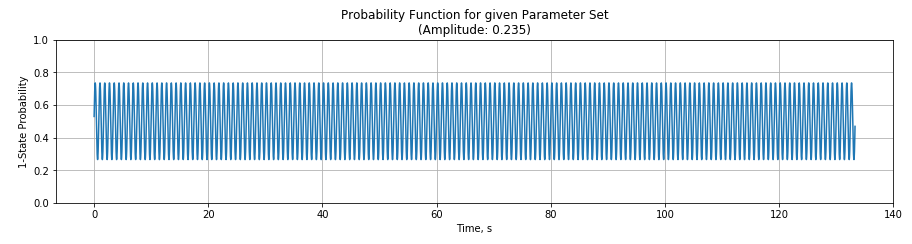 Probability Function for given Parameter Set
(Amplitude: 0.235)
1.0
0.8
0.6
0.4
0.2
0.0
1-State Probability
0 20 40 60 80 100 120 140
Time, s